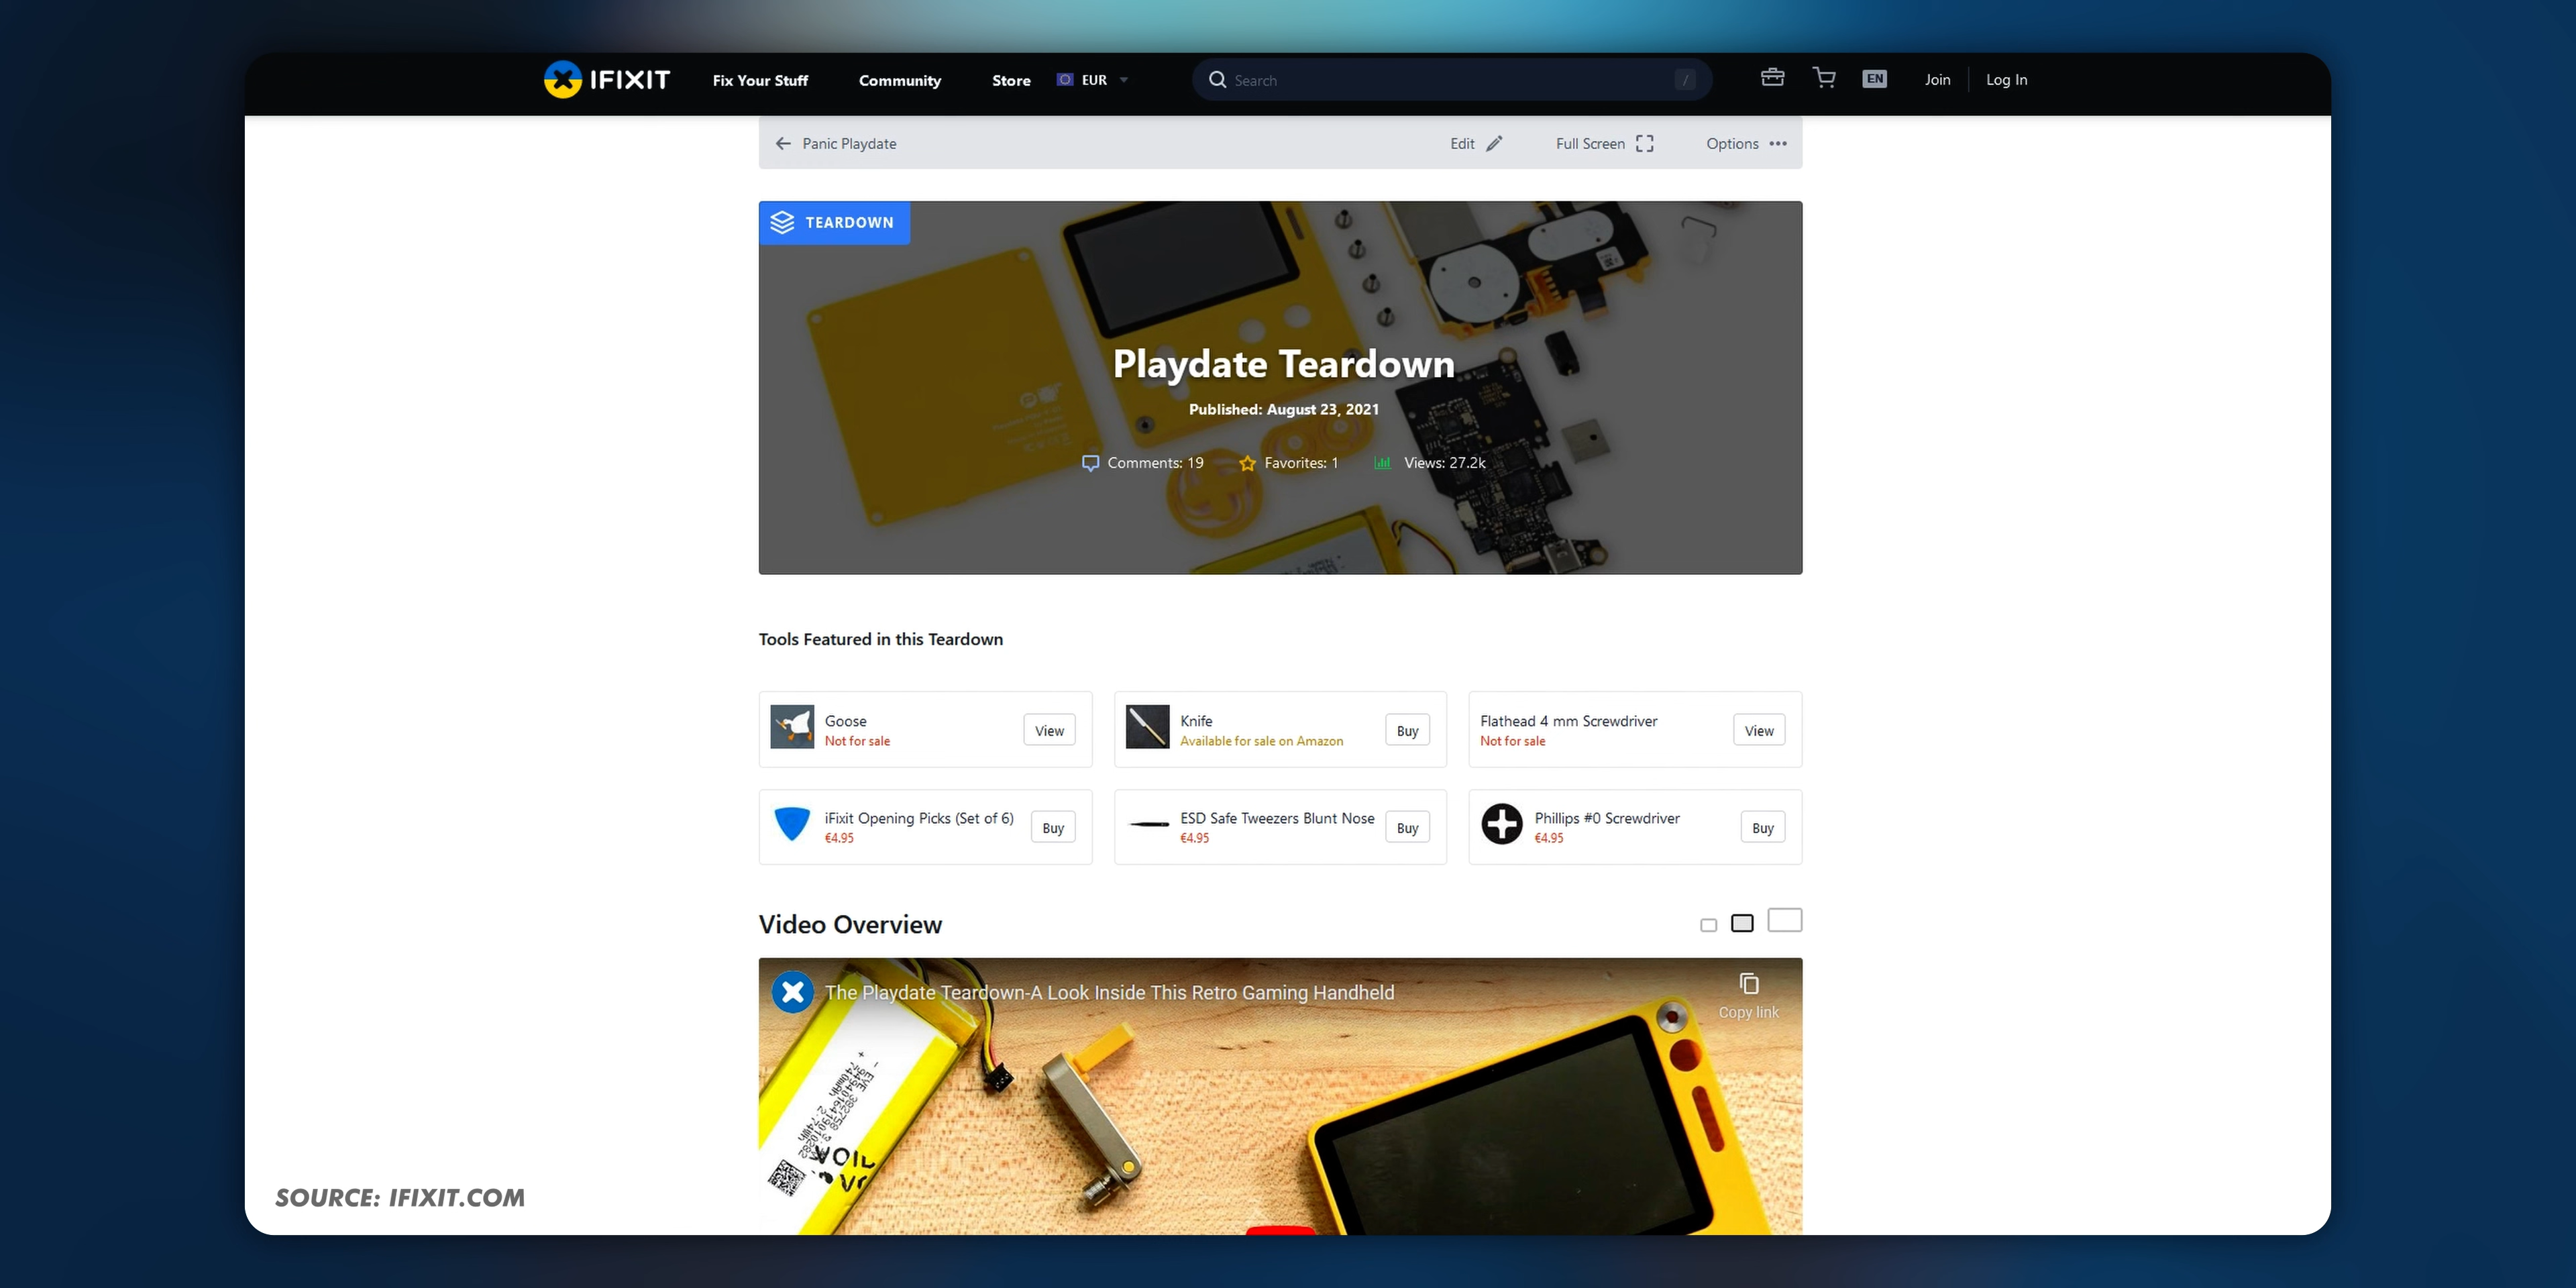 IFIXIT
Fix Your Stuff
Community
Store
EUR
Search
/
EN
Join
Log In
Panic Playdate
Edit
Full Screen
Options
TEARDOWN
Playdate Teardown
Published: August 23, 2021
Comments: 19
Favorites: 1
Views: 27.2k
Tools Featured in this Teardown
Goose
Not for sale
View
Knife
Available for sale on Amazon
Buy
Flathead 4 mm Screwdriver
Not for sale
View
iFixit Opening Picks (Set of 6)
€4.95
Buy
ESD Safe Tweezers Blunt Nose
€4.95
Buy
Phillips #0 Screwdriver
€4.95
Buy
Video Overview
The Playdate Teardown-A Look Inside This Retro Gaming Handheld
Copy link
SOURCE: IFIXIT.COM